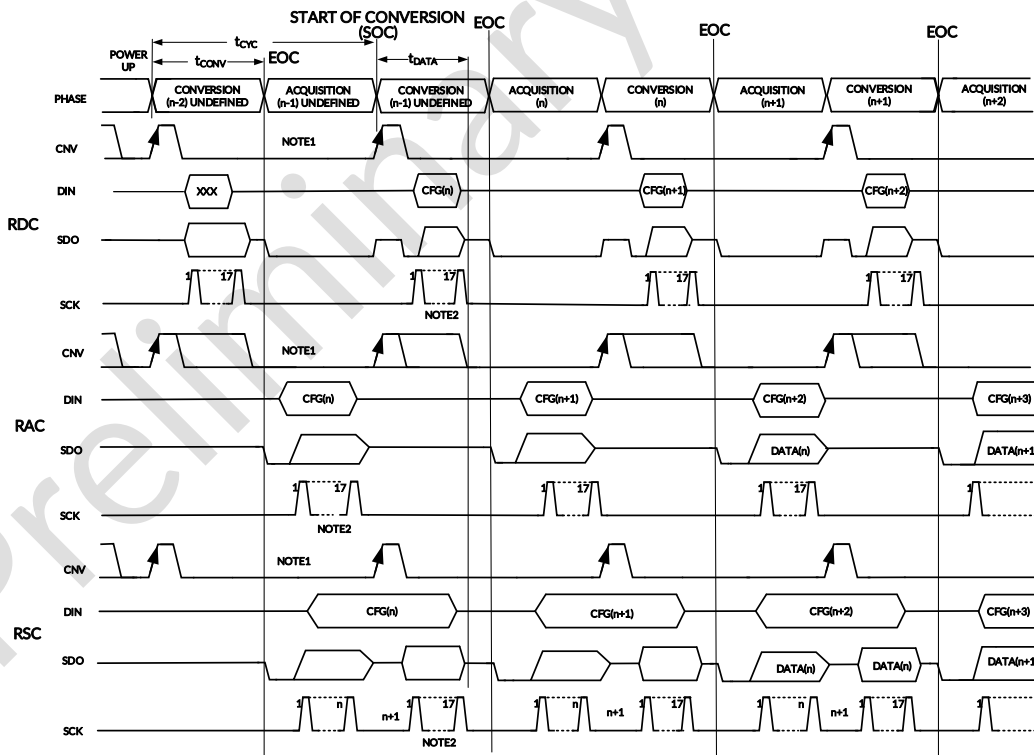 START OF CONVERSION
(SOC)
EOC
EOC
EOC
tCYC
POWER
UP
tCONV
EOC
tDATA
PHASE
CONVERSION
(n-2) UNDEFINED
ACQUISITION
(n-1) UNDEFINED
CONVERSION
(n-1) UNDEFINED
ACQUISITION
(n)
CONVERSION
(n)
ACQUISITION
(n+1)
CONVERSION
(n+1)
ACQUISITION
(n+2)
CNV
NOTE1
DIN
XXX
CFG(n)
CFG(n+1)
CFG(n+2)
RDC
SDO
1 17 1 17 1 17 1 17
SCK
NOTE2
CNV
NOTE1
DIN
CFG(n)
CFG(n+1)
CFG(n+2)
CFG(n+3)
RAC
SDO
DATA(n)
DATA(n+1
1 17 1 17 1 17 1
SCK
NOTE2
CNV
NOTE1
DIN
CFG(n)
CFG(n+1)
CFG(n+2)
CFG(n+3)
RSC
SDO
DATA(n)
DATA(n)
DATA(n+1
1 n n+1 1 17 1 n n+1 1 17 1 n n+1 1 17 1
SCK
NOTE2
Preliminary